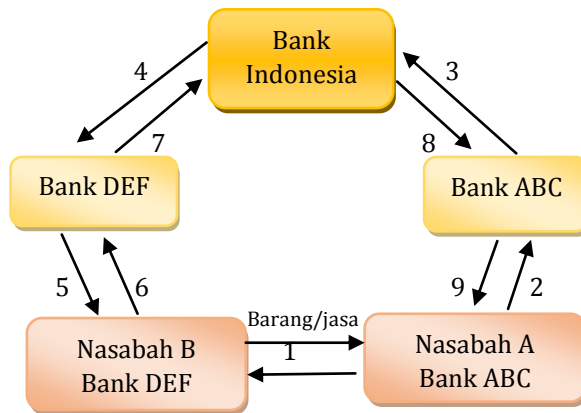 Bank
Indonesia
4
3
7
8
Bank DEF
Bank ABC
5
6
9
2
Barang/jasa
1
Nasabah B
Bank DEF
Nasabah A
Bank ABC